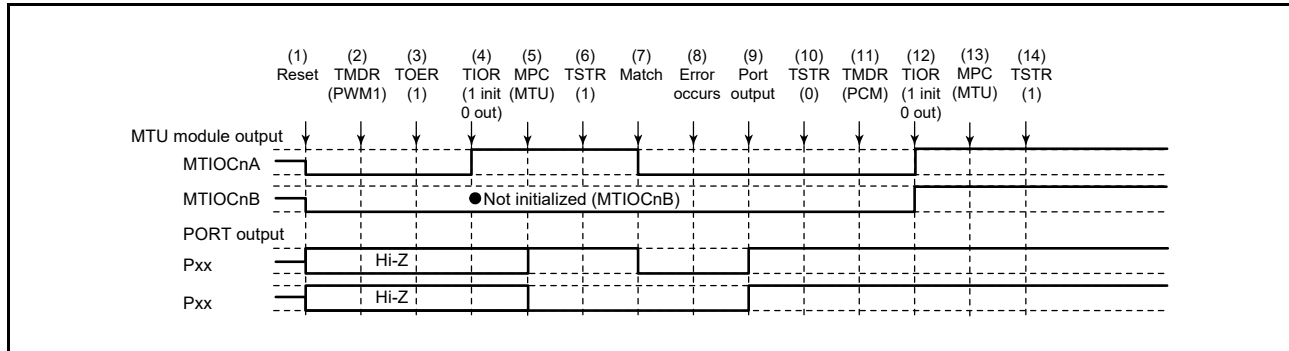 (1) (2) (3) (4) (5) (6) (7) (8) (9) (10) (11) (12) (13) (14)
Reset TMDR TOER TIOR MPC TSTR Match Error Port TSTR TMDR TIOR MPC TSTR
(PWM1) (1) (1 init (MTU) (1) occurs output (0) (PCM) (1 init (MTU) (1)
0 out) 0 out)
MTU module output
MTIOCnA
MTIOCnB ●Not initialized (MTIOCnB)
PORT output
Pxx Hi-Z
Pxx Hi-Z